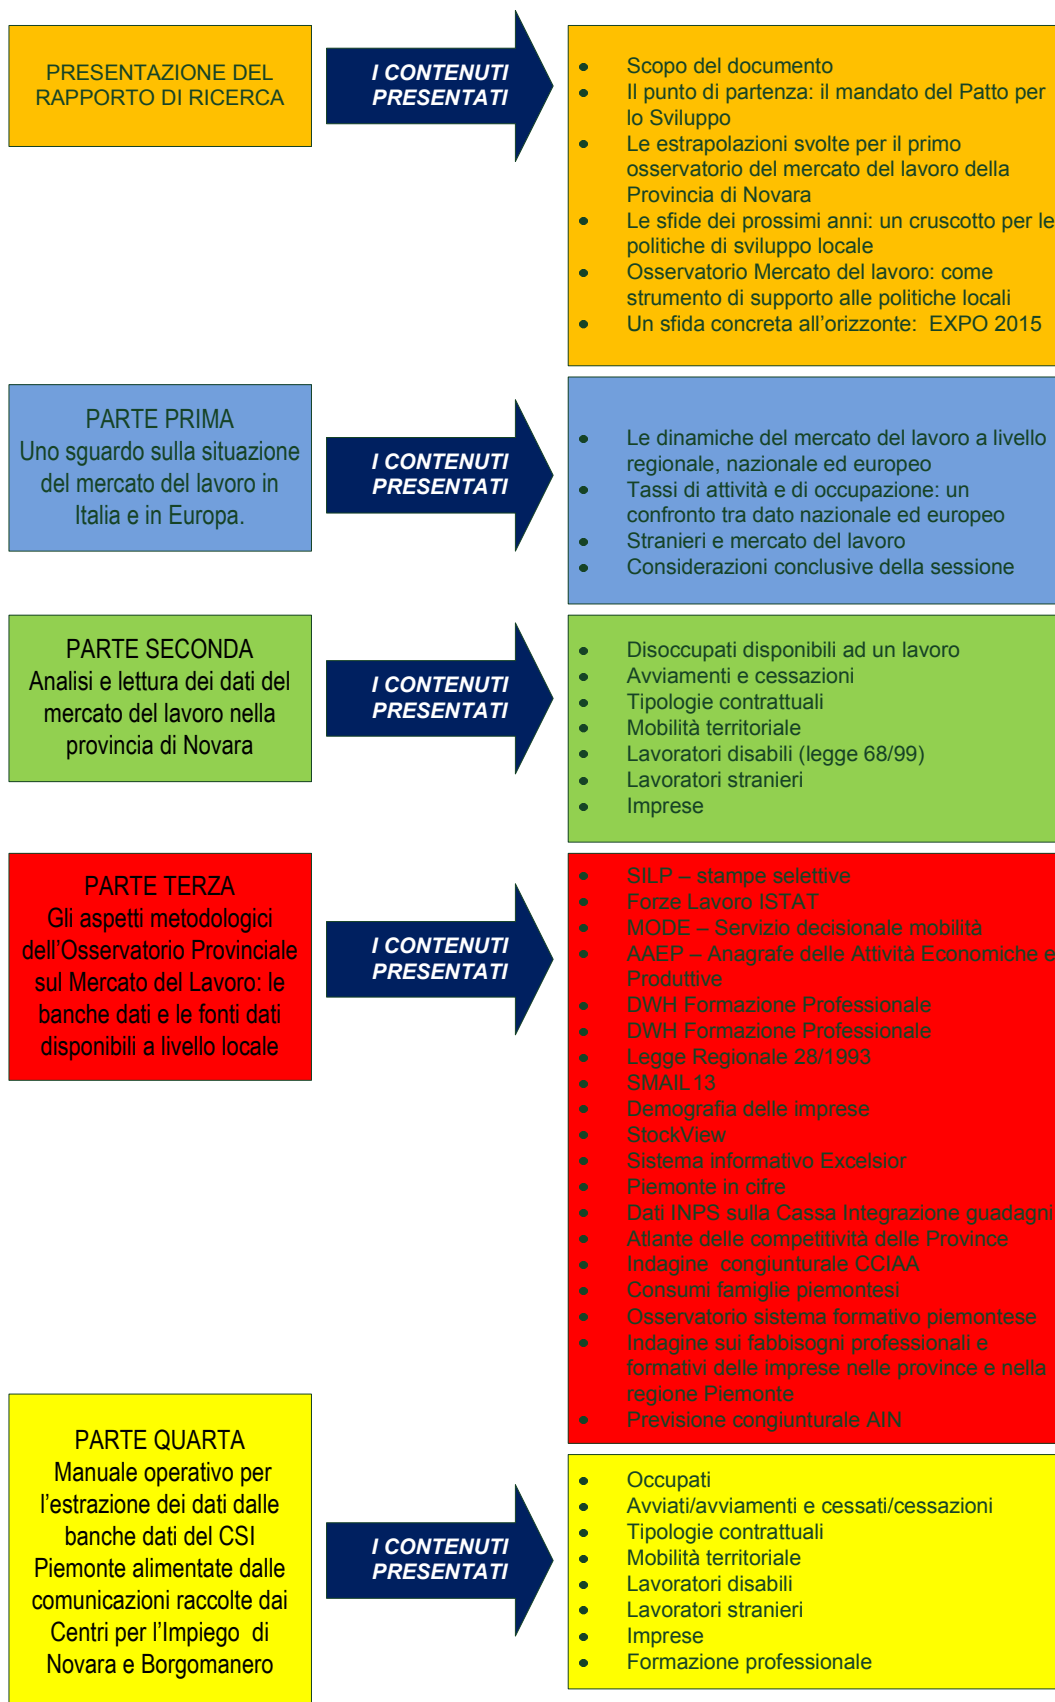 PRESENTAZIONE DEL
RAPPORTO DI RICERCA
I CONTENUTI
PRESENTATI
• Scopo del documento
• Il punto di partenza: il mandato del Patto per
lo Sviluppo
• Le estrapolazioni svolte per il primo
osservatorio del mercato del lavoro della
Provincia di Novara
• Le sfide dei prossimi anni: un cruscotto per le
politiche di sviluppo locale
• Osservatorio Mercato del lavoro: come
strumento di supporto alle politiche locali
• Un sfida concreta all’orizzonte: EXPO 2015
PARTE PRIMA
Uno sguardo sulla situazione
del mercato del lavoro in
Italia e in Europa.
I CONTENUTI
PRESENTATI
• Le dinamiche del mercato del lavoro a livello
regionale, nazionale ed europeo
• Tassi di attività e di occupazione: un
confronto tra dato nazionale ed europeo
• Stranieri e mercato del lavoro
• Considerazioni conclusive della sessione
PARTE SECONDA
Analisi e lettura dei dati del
mercato del lavoro nella
provincia di Novara
I CONTENUTI
PRESENTATI
• Disoccupati disponibili ad un lavoro
• Avviamenti e cessazioni
• Tipologie contrattuali
• Mobilità territoriale
• Lavoratori disabili (legge 68/99)
• Lavoratori stranieri
• Imprese
PARTE TERZA
Gli aspetti metodologici
dell’Osservatorio Provinciale
sul Mercato del Lavoro: le
banche dati e le fonti dati
disponibili a livello locale
I CONTENUTI
PRESENTATI
• SILP – stampe selettive
• Forze Lavoro ISTAT
• MODE – Servizio decisionale mobilità
• AAEP – Anagrafe delle Attività Economiche e
Produttive
• DWH Formazione Professionale
• DWH Formazione Professionale
• Legge Regionale 28/1993
• SMAIL13
• Demografia delle imprese
• StockView
• Sistema informativo Excelsior
• Piemonte in cifre
• Dati INPS sulla Cassa Integrazione guadagni
• Atlante delle competitività delle Province
• Indagine congiunturale CCIAA
• Consumi famiglie piemontesi
• Osservatorio sistema formativo piemontese
• Indagine sui fabbisogni professionali e
formativi delle imprese nelle province e nella
regione Piemonte
• Previsione congiunturale AIN
PARTE QUARTA
Manuale operativo per
l’estrazione dei dati dalle
banche dati del CSI
Piemonte alimentate dalle
comunicazioni raccolte dai
Centri per l’Impiego di
Novara e Borgomanero
I CONTENUTI
PRESENTATI
• Occupati
• Avviati/avviamenti e cessati/cessazioni
• Tipologie contrattuali
• Mobilità territoriale
• Lavoratori disabili
• Lavoratori stranieri
• Imprese
• Formazione professionale